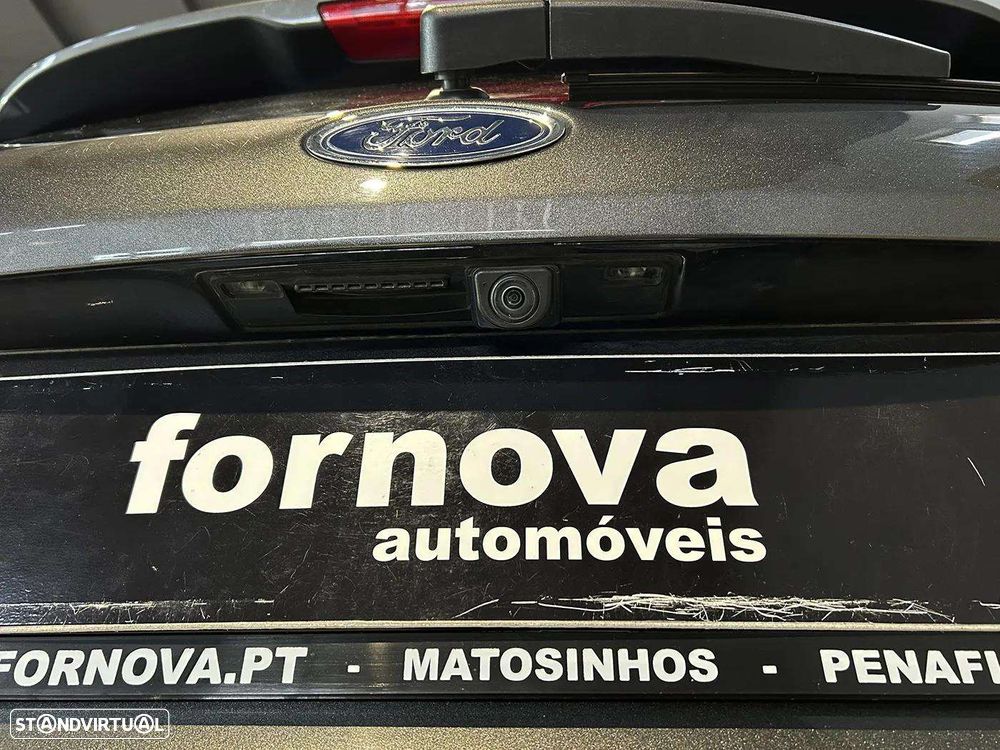 Ford
fornova
automóveis
FORNOVA.PT - MATOSINHOS - PENAFI
STANDVIRTUAL